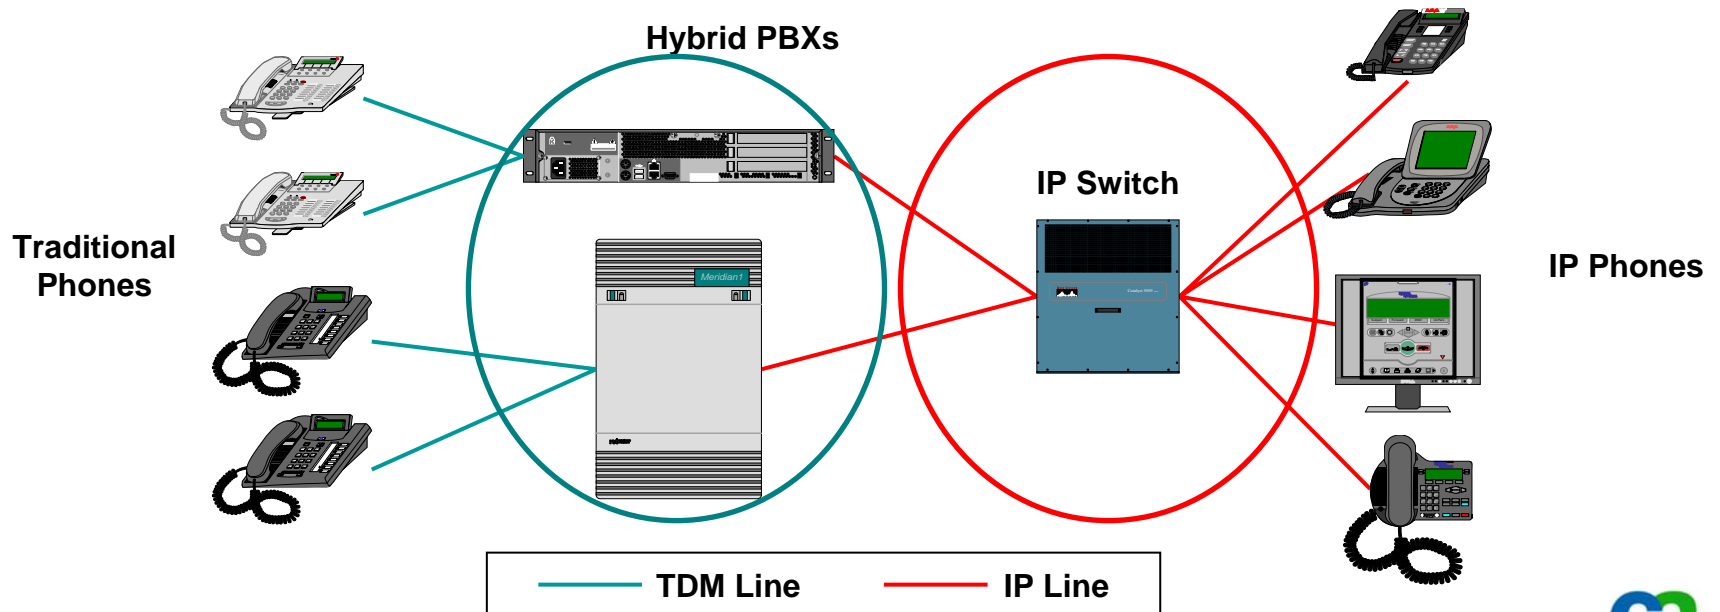 Hybrid PBXs
IP Switch
Traditional
Phones
Meridian1
IP Phones
TDM Line
IP Line